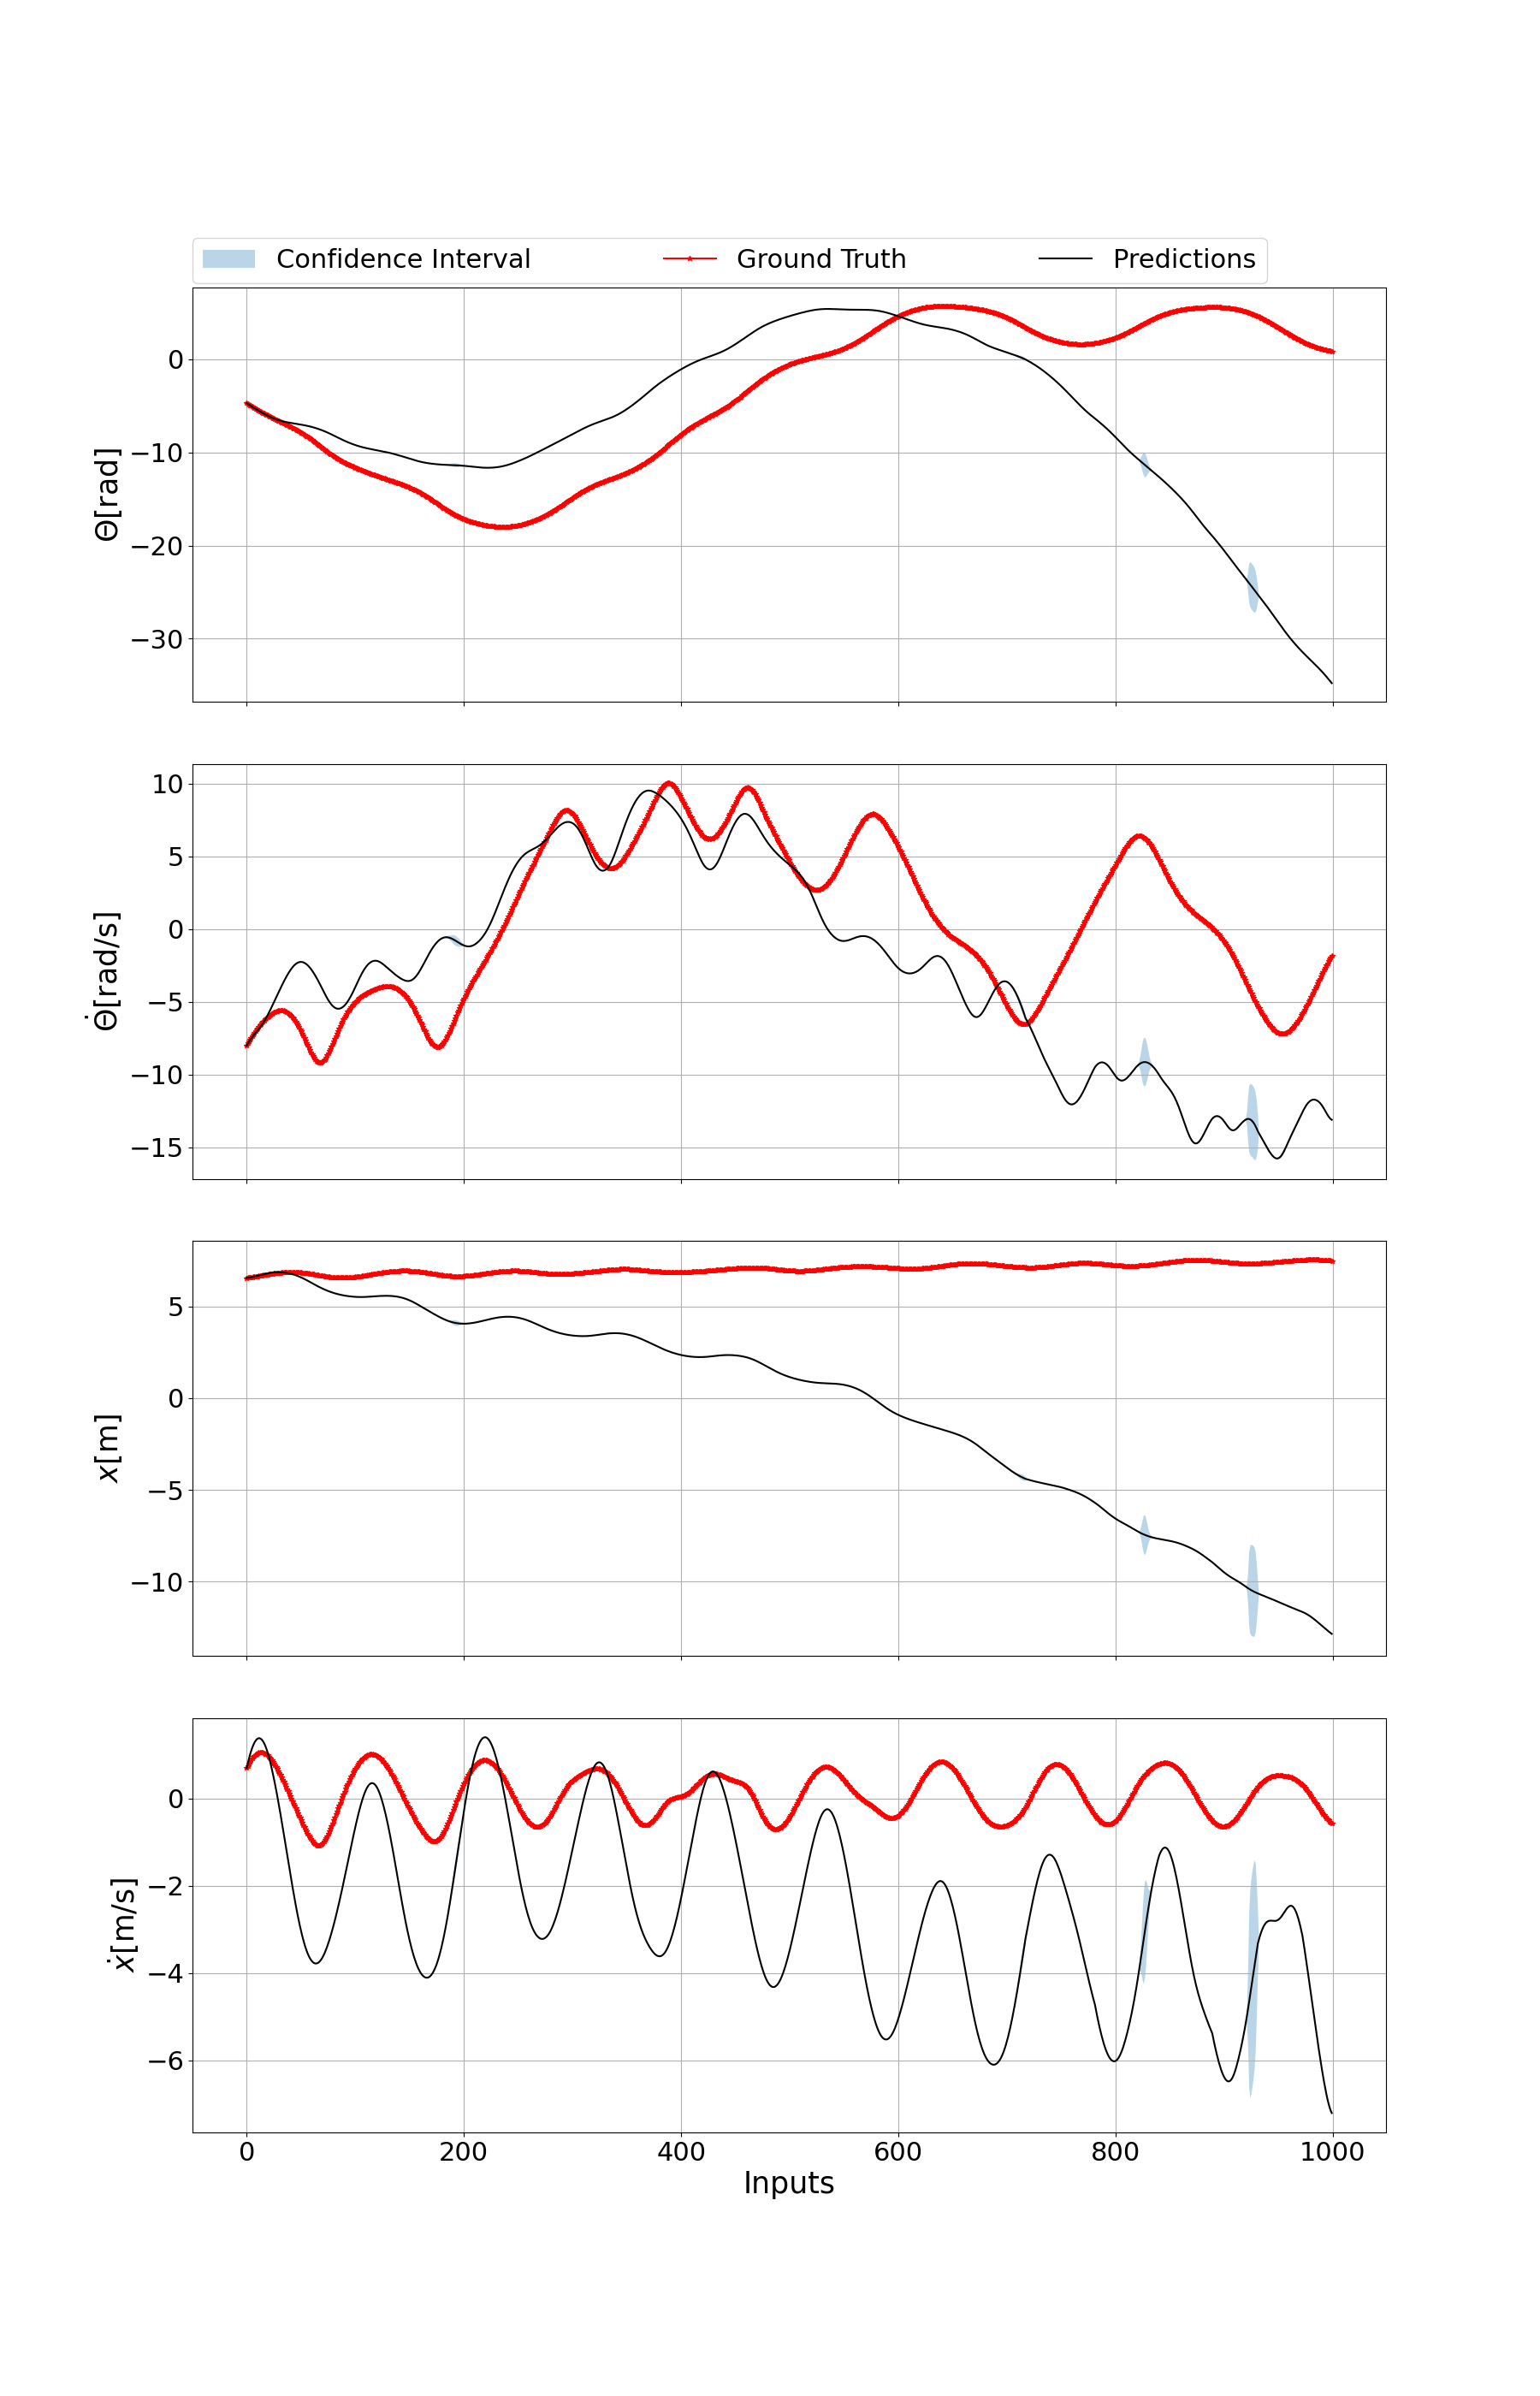 Confidence Interval Ground Truth Predictions
0
−10
−20
−30
Θ[rad]
10
5
0
−5
−10
−15
Θ̇[rad/s]
5
0
−5
−10
x[m]
0
−2
−4
−6
ẋ[m/s]
0 200 400 600 800 1000
Inputs